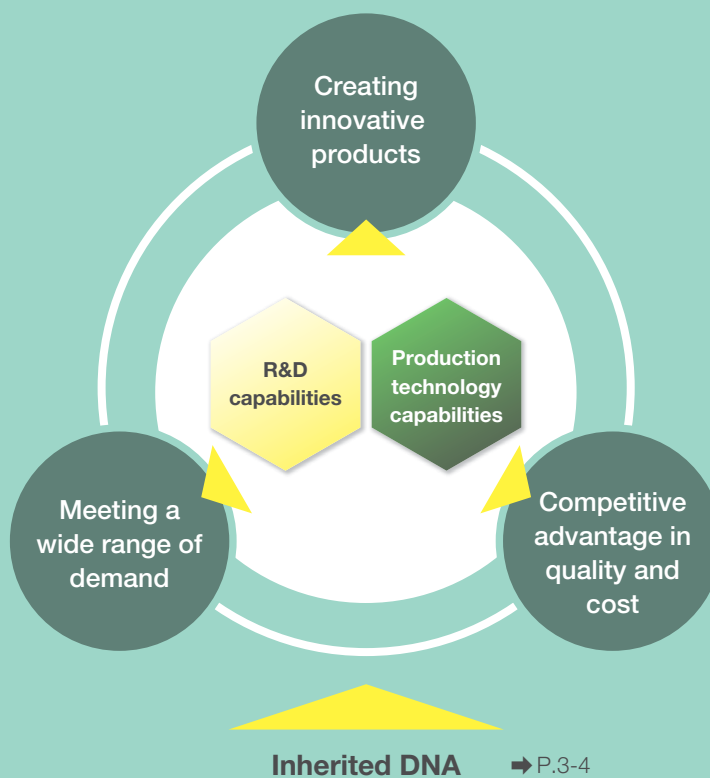 Creating
innovative
products
R&D
capabilities
Production
technology
capabilities
Meeting a
wide range of
demand
Competitive
advantage in
quality and
cost
Inherited DNA ➡ P.3-4